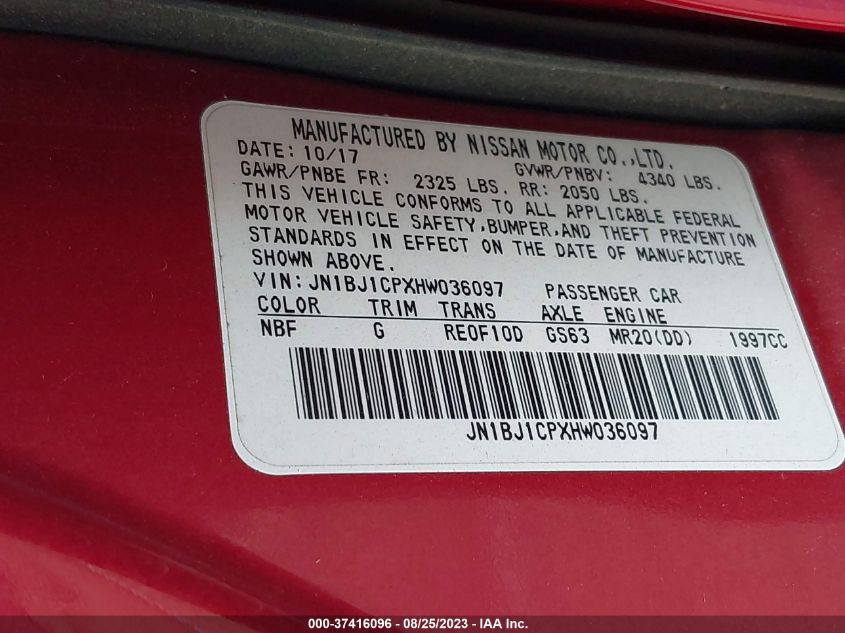 MANUFACTURED BY NISSAN MOTOR CO.,LTD.
DATE: 10/17 GVWR/PNBV: 4340 LBS.
GAWR/PNBE FR: 2325 LBS. RR: 2050 LBS.
THIS VEHICLE CONFORMS TO ALL APPLICABLE FEDERAL
MOTOR VEHICLE SAFETY,BUMPER,AND THEFT PREVENTION
STANDARDS IN EFFECT ON THE DATE OF MANUFACTURE
SHOWN ABOVE.
VIN: JN1BJ1CPXHW036097 PASSENGER CAR
COLOR TRIM TRANS AXLE ENGINE
NBF G RE0F10D GS63 MR20(DD) 1997CC
JN1BJ1CPXHW036097
000-37416096 - 08/25/2023 - IAA Inc.